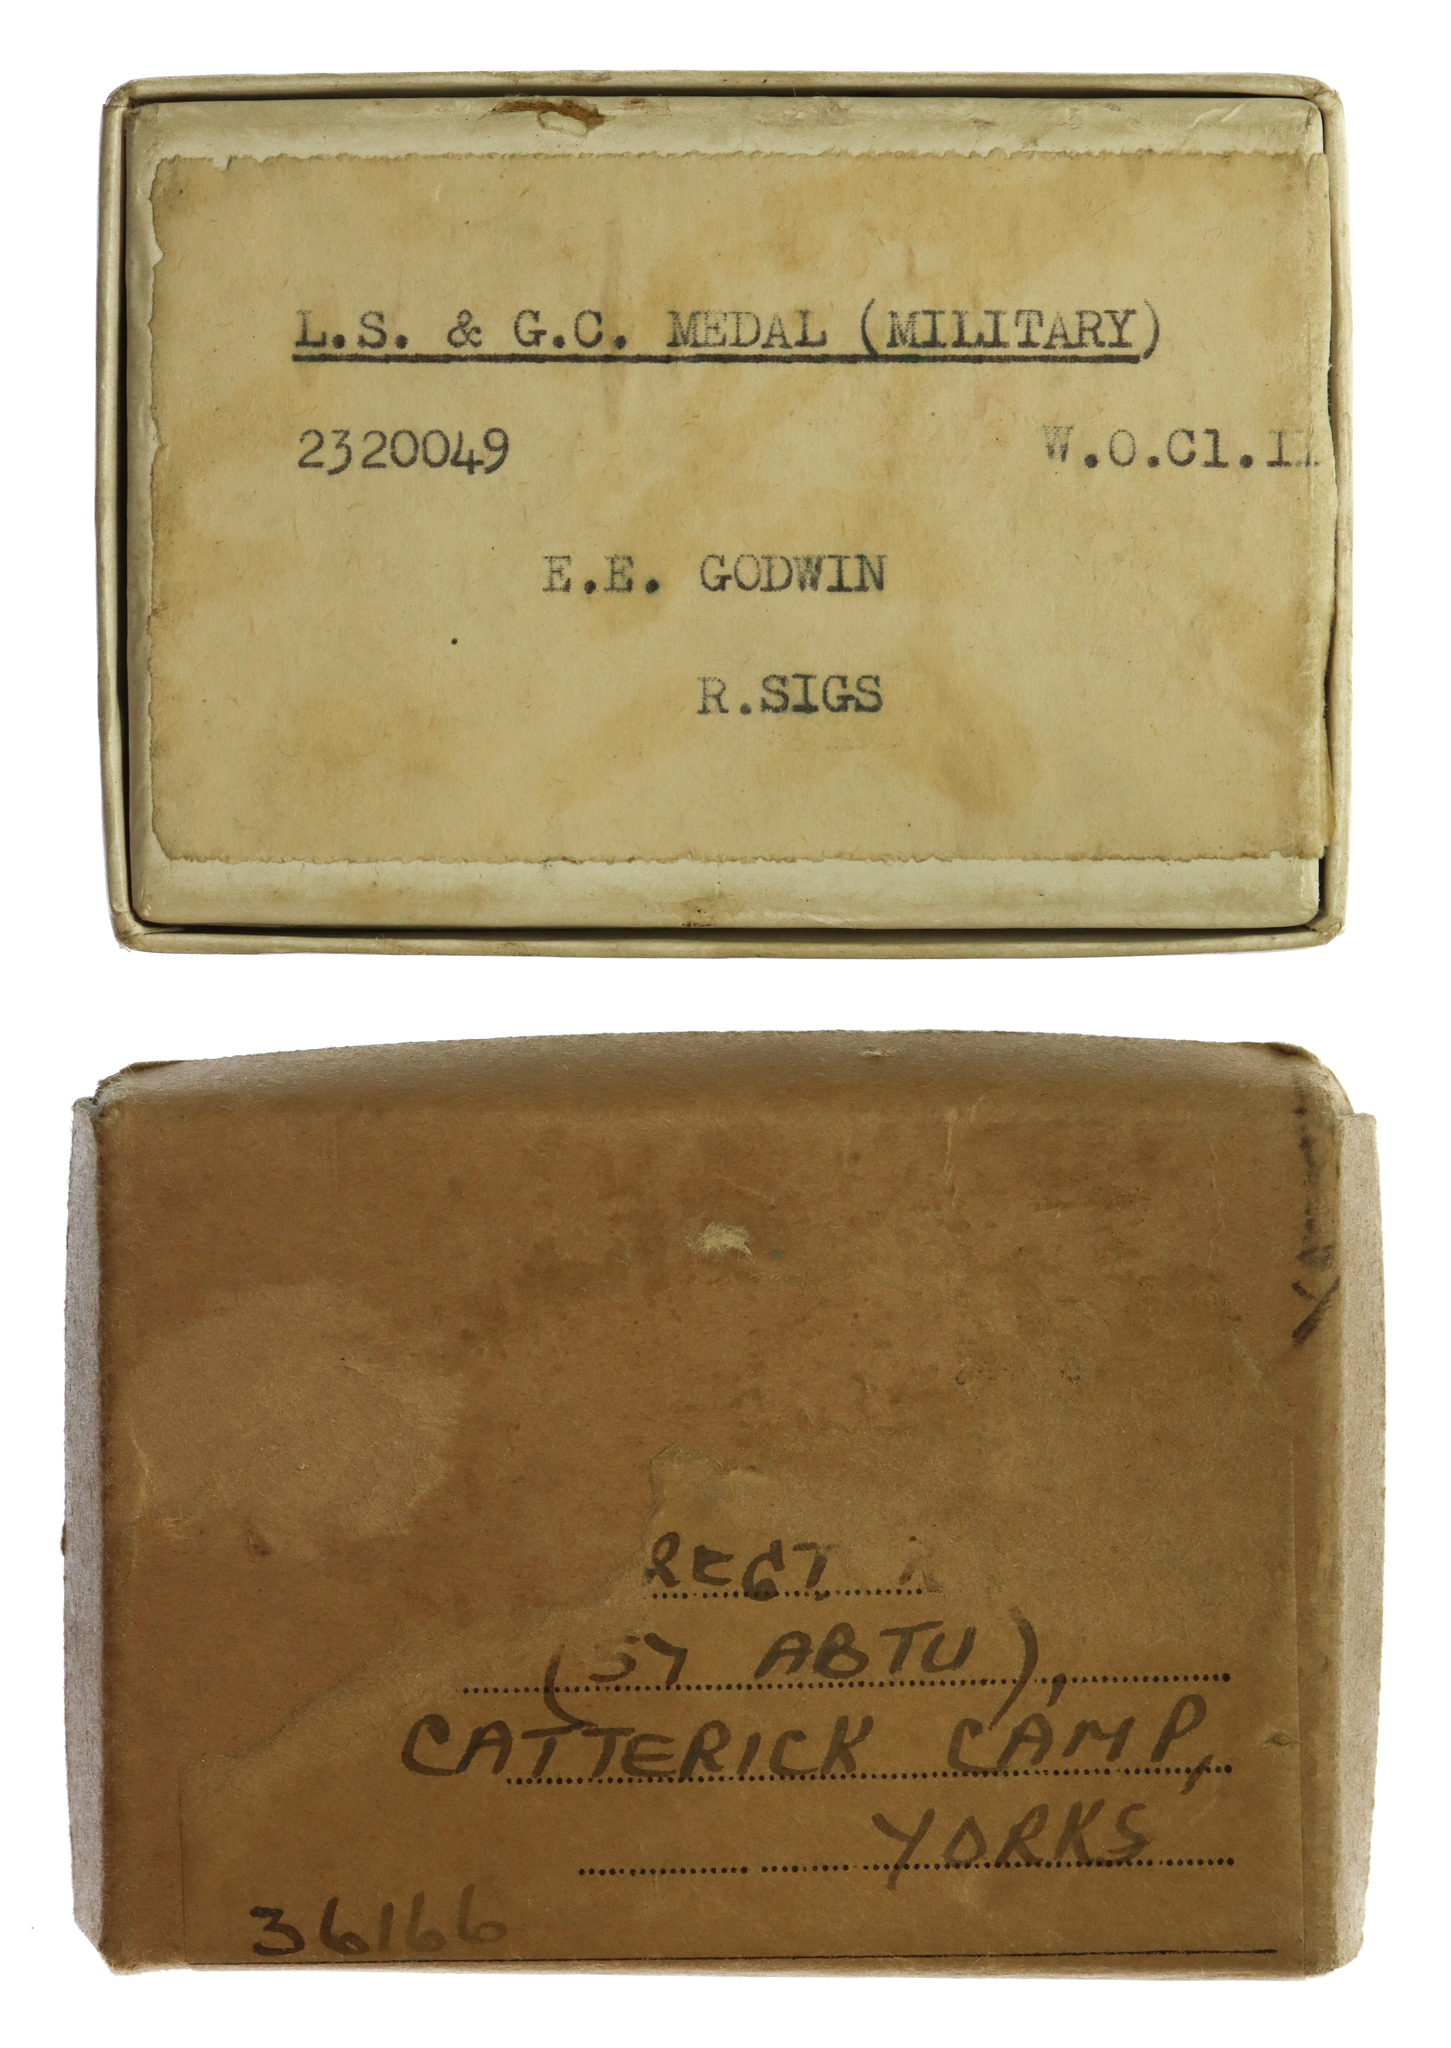 L.S. & G.C. MEDAL (MILITARY)
2320049 W.O.Cl.II
E.E. GODWIN
R.SIGS
REGT
(57 ABTU),
CATTERICK CAMP,
YORKS
36166